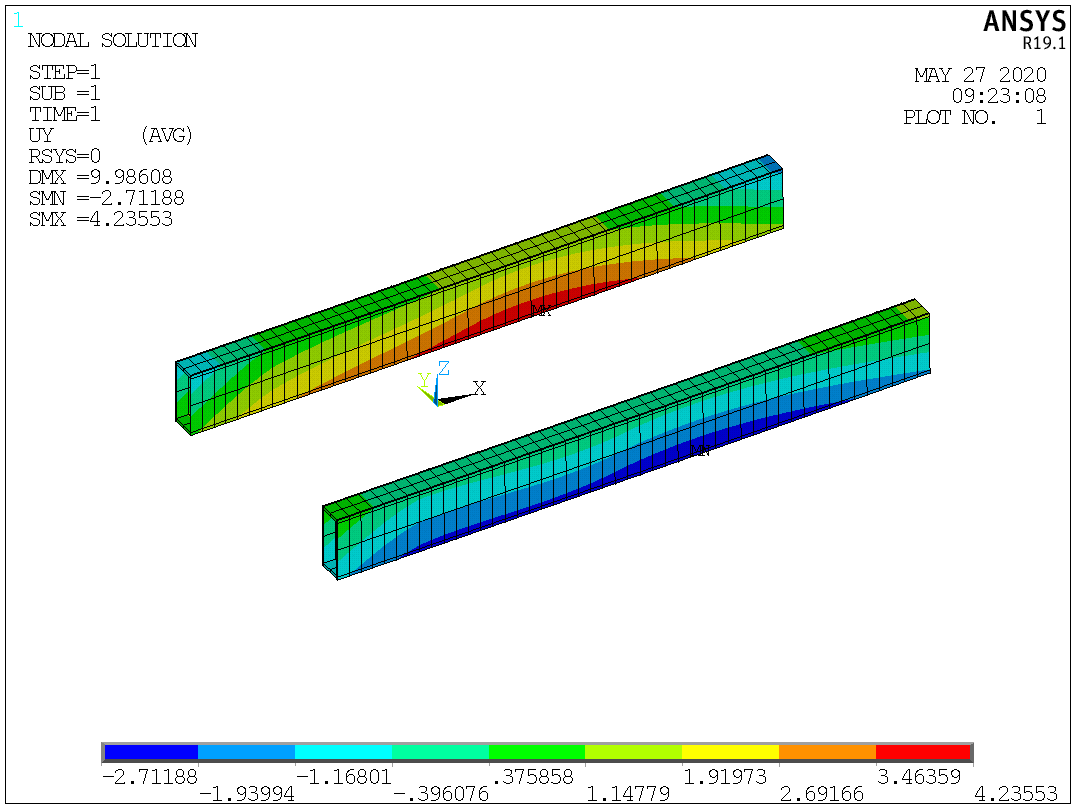 1
ANSYS
R19.1
NODAL SOLUTION
STEP=1
SUB =1
TIME=1
UY (AVG)
RSYS=0
DMX =9.98608
SMN =-2.71188
SMX =4.23553
MAY 27 2020
09:23:08
PLOT NO. 1
MX
Y
Z
X
MN
-2.71188
-1.93994
-1.16801
-.396076
.375858
1.14779
1.91973
2.69166
3.46359
4.23553